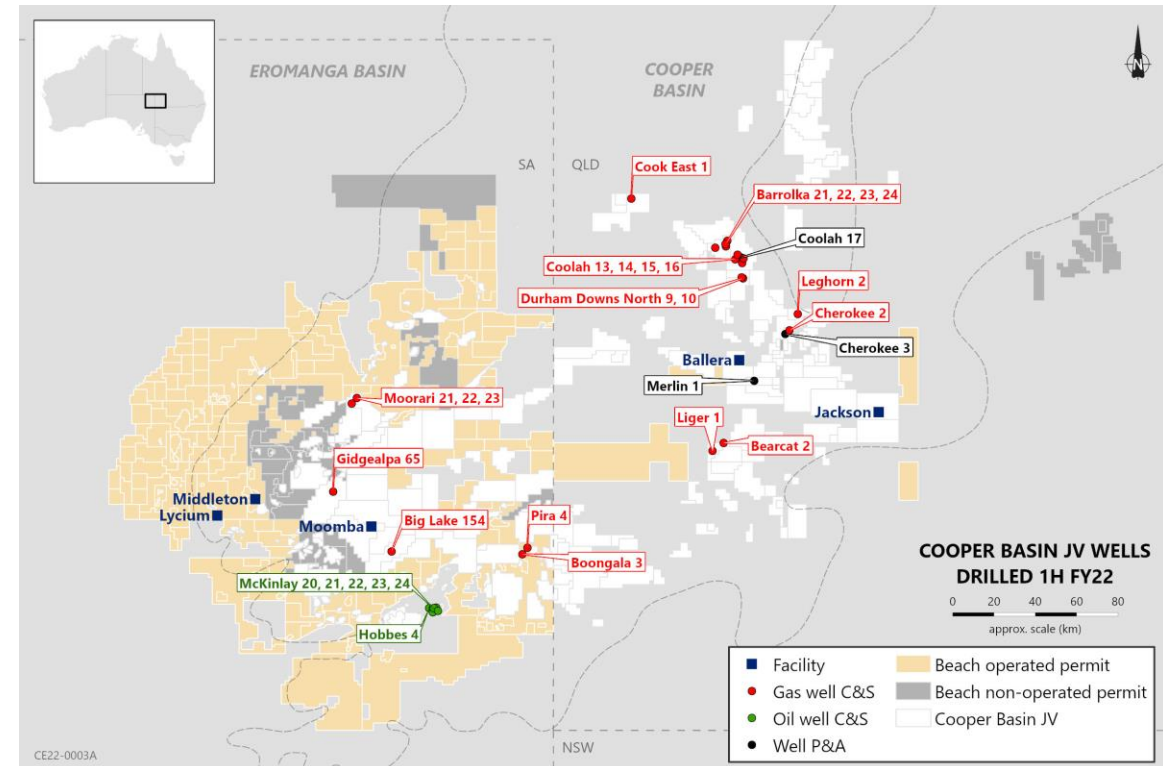 EROMANGA BASIN
COOPER
BASIN
N
SA
QLD
Cook East 1
Barrolka 21, 22, 23, 24
Coolah 17
Coolah 13, 14, 15, 16
Leghorn 2
Durham Downs North 9, 10
Cherokee 2
Cherokee 3
Ballera
Merlin 1
Moorari 21, 22, 23
Jackson
Liger 1
Bearcat 2
Gidgealpa 65
Middleton
Lycium
Moomba
Big Lake 154
Pira 4
Boongala 3
McKinlay 20, 21, 22, 23, 24
Hobbes 4
COOPER BASIN JV WELLS
DRILLED 1H FY22
0 20 40 60 80
approx. scale (km)
Facility
Gas well C&S
Oil well C&S
Well P&A
Beach operated permit
Beach non-operated permit
Cooper Basin JV
NSW
CE22-0003A